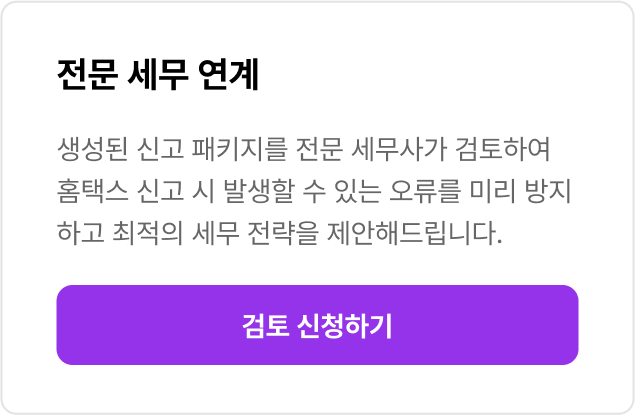 전문 세무 연계
생성된 신고 패키지를 전문 세무사가 검토하여
홈택스 신고 시 발생할 수 있는 오류를 미리 방지
하고 최적의 세무 전략을 제안해드립니다.
검토 신청하기